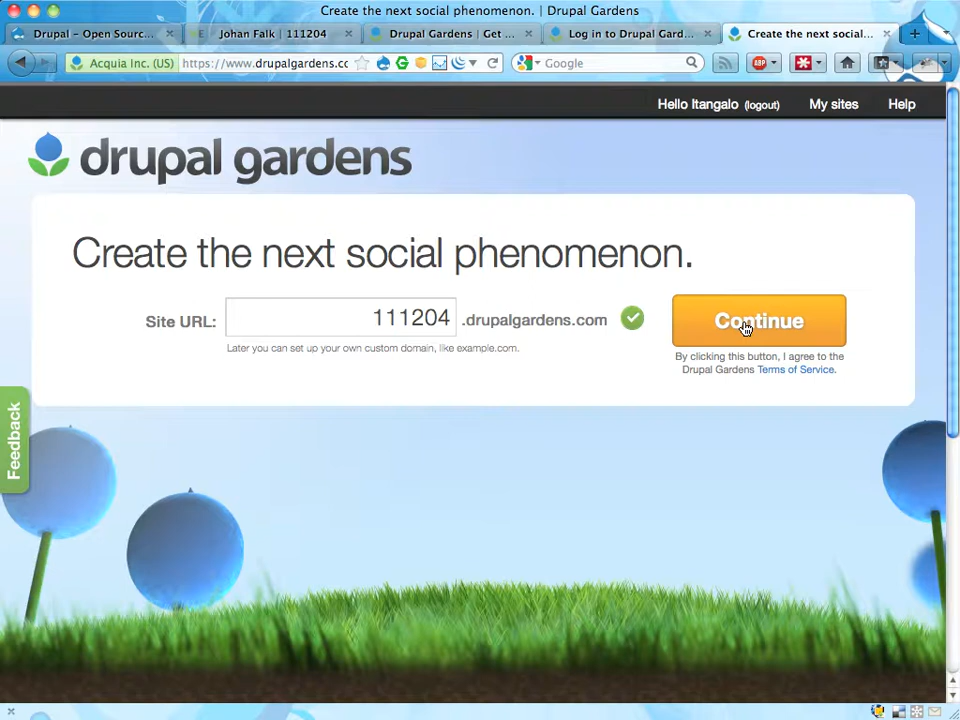 Create the next social phenomenon. | Drupal Gardens
Drupal – Open Sourc...
Johan Falk | 111204
Drupal Gardens | Get ...
Log in to Drupal Gard...
Create the next social...
Acquia Inc. (US)
https://www.drupalgardens.cc
Google
ABP
Hello Itangalo (logout)
My sites
Help
drupal gardens
Create the next social phenomenon.
Site URL:
111204
.drupalgardens.com
Continue
Later you can set up your own custom domain, like example.com.
By clicking this button, I agree to the
Drupal Gardens Terms of Service.
Feedback